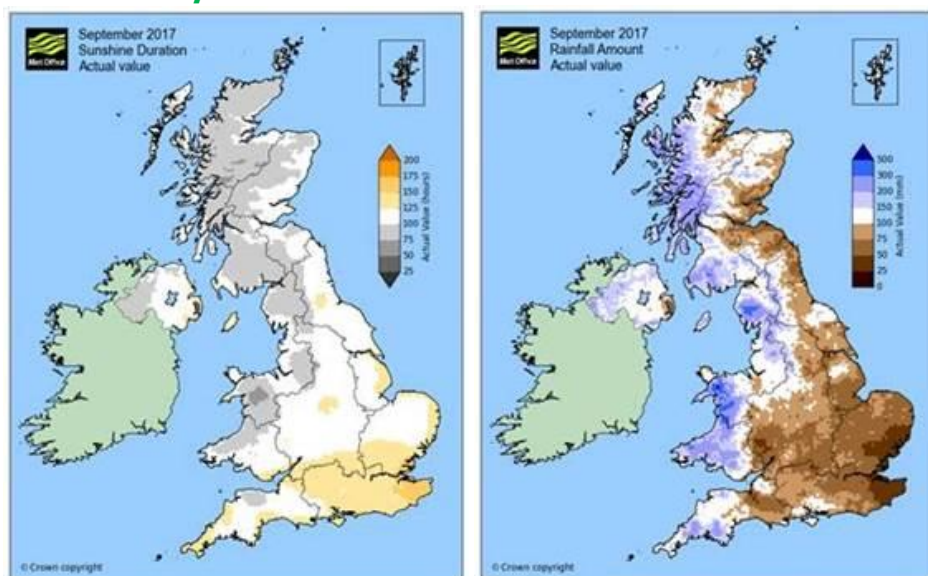 Met Office
September 2017
Sunshine Duration
Actual value
200
175
150
125
100
75
50
25
Actual Value (hours)
© Crown copyright
Met Office
September 2017
Rainfall Amount
Actual value
500
300
200
150
100
75
50
25
0
Actual Value (mm)
© Crown copyright